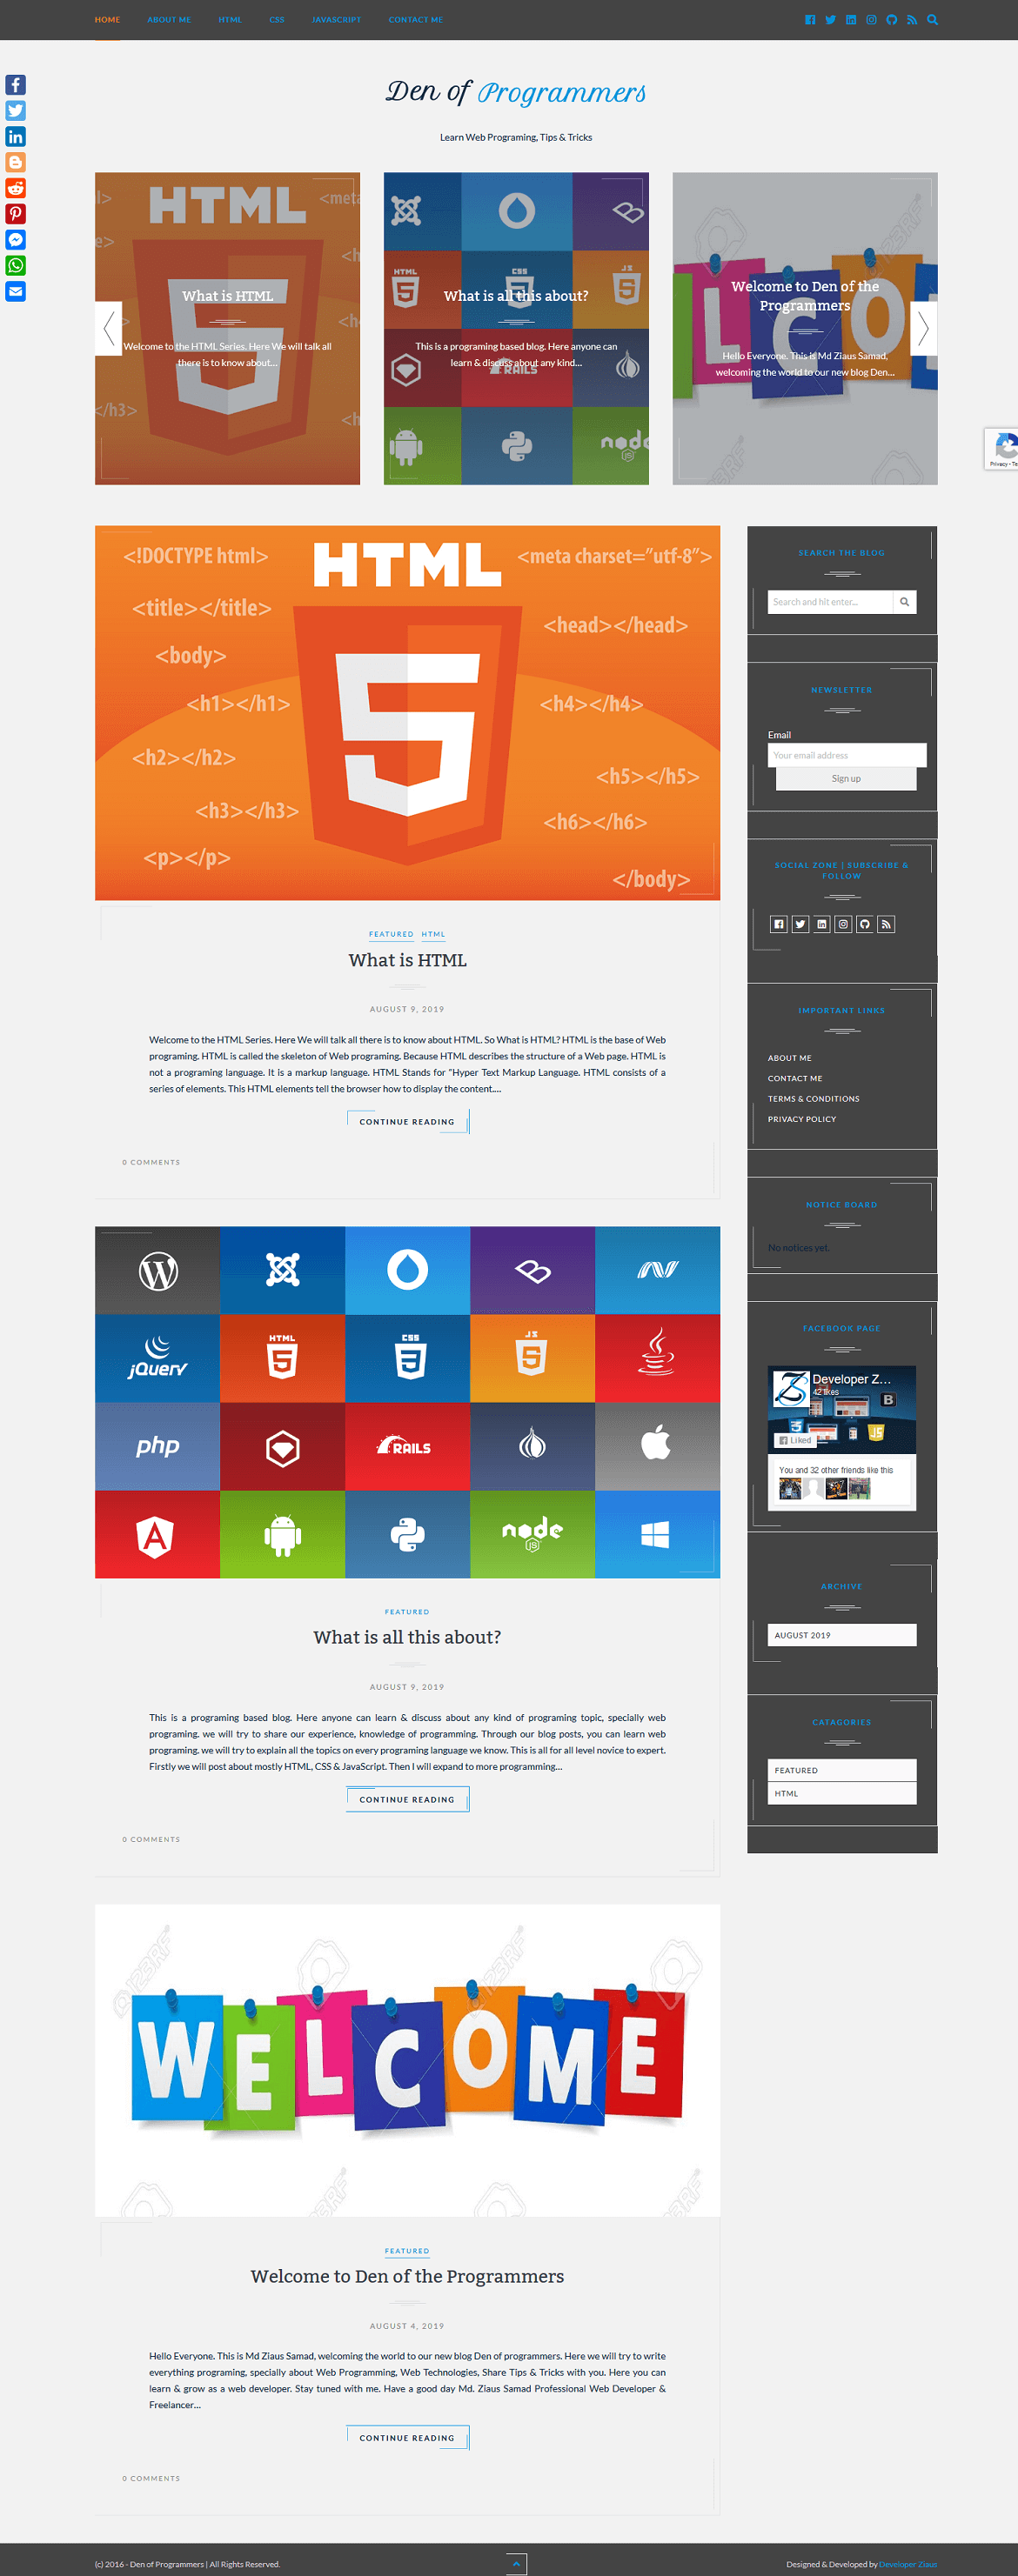 HOME ABOUT ME HTML CSS JAVASCRIPT CONTACT ME
Den of Programmers
Learn Web Programing, Tips & Tricks
HTML
<meta
<h
</h3>
<h
What is HTML
Welcome to the HTML Series. Here We will talk all
there is to know about...
HTML
CSS
JS
RAILS
node
JS
What is all this about?
This is a programing based blog. Here anyone can
learn & discuss about any kind...
L C O
Welcome to Den of the
Programmers
Hello Everyone. This is Md Ziaus Samad,
welcoming the world to our new blog Den...
Privacy - Te
<!DOCTYPE html>
HTML
<meta charset="utf-8">
<title></title>
<head></head>
<body>
<h1></h1>
<h4></h4>
<h2></h2>
<h5></h5>
<h3></h3>
<h6></h6>
<p></p>
</body>
FEATURED HTML
What is HTML
AUGUST 9, 2019
Welcome to the HTML Series. Here We will talk all there is to know about HTML. So What is HTML? HTML is the base of Web
programing. HTML is called the skeleton of Web programing. Because HTML describes the structure of a Web page. HTML is
not a programing language. It is a markup language. HTML Stands for "Hyper Text Markup Language. HTML consists of a
series of elements. This HTML elements tell the browser how to display the content....
CONTINUE READING
0 COMMENTS
jQuery
HTML
CSS
JS
php
RAILS
node
JS
FEATURED
What is all this about?
AUGUST 9, 2019
This is a programing based blog. Here anyone can learn & discuss about any kind of programing topic, specially web
programing. we will try to share our experience, knowledge of programming. Through our blog posts, you can learn web
programing. we will try to explain all the topics on every programing language we know. This is all for all level novice to expert.
Firstly we will post about mostly HTML, CSS & JavaScript. Then I will expand to more programming...
CONTINUE READING
0 COMMENTS
123RF
WELCOME
FEATURED
Welcome to Den of the Programmers
AUGUST 4, 2019
Hello Everyone. This is Md Ziaus Samad, welcoming the world to our new blog Den of programmers. Here we will try to write
everything programing, specially about Web Programming, Web Technologies, Share Tips & Tricks with you. Here you can
learn & grow as a web developer. Stay tuned with me. Have a good day Md. Ziaus Samad Professional Web Developer &
Freelancer...
CONTINUE READING
0 COMMENTS
SEARCH THE BLOG
Search and hit enter...
NEWSLETTER
Email
Your email address
Sign up
SOCIAL ZONE | SUBSCRIBE &
FOLLOW
IMPORTANT LINKS
ABOUT ME
CONTACT ME
TERMS & CONDITIONS
PRIVACY POLICY
NOTICE BOARD
No notices yet.
FACEBOOK PAGE
Developer Z...
42 likes
Liked
You and 32 other friends like this
ARCHIVE
AUGUST 2019
CATAGORIES
FEATURED
HTML
(c) 2016 - Den of Programmers | All Rights Reserved.
Designed & Developed by Developer Ziaus